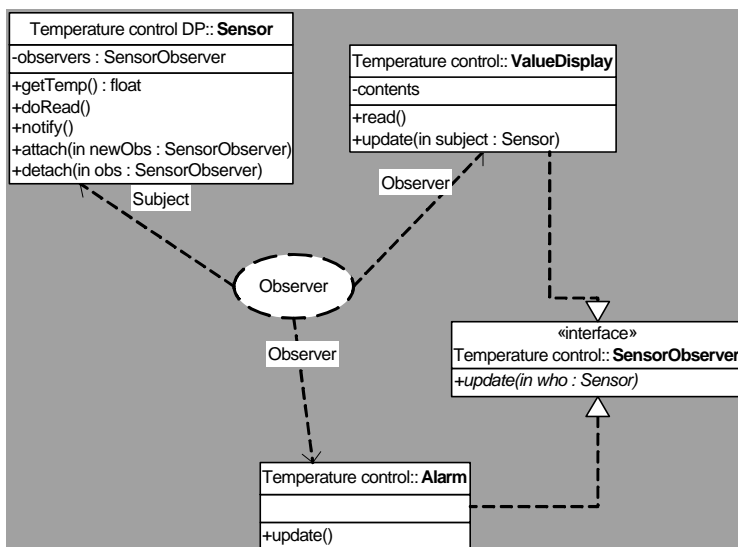 Temperature control DP:: Sensor
-observers : SensorObserver
+getTemp() : float
+doRead()
+notify()
+attach(in newObs : SensorObserver)
+detach(in obs : SensorObserver)
Temperature control:: ValueDisplay
-contents
+read()
+update(in subject : Sensor)
Subject
Observer
Observer
Observer
«interface»
Temperature control:: SensorObserver
+update(in who : Sensor)
Temperature control:: Alarm
+update()